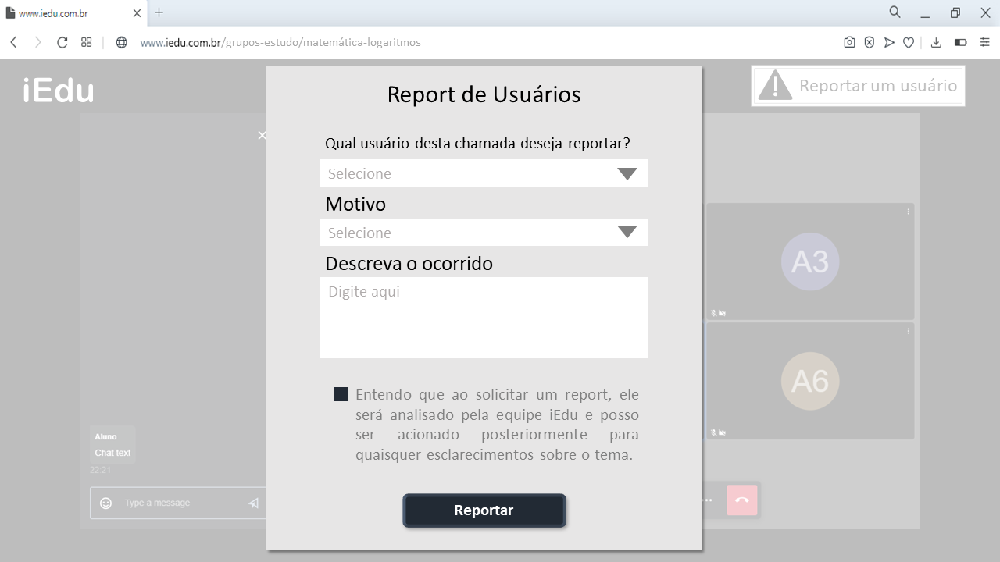 www.iedu.com.br
www.iedu.com.br/grupos-estudo/matemática-logaritmos
iEdu
Reportar um usuário
Report de Usuários
Qual usuário desta chamada deseja reportar?
Selecione
Motivo
Selecione
Descreva o ocorrido
Digite aqui
A3
A6
Entendo que ao solicitar um report, ele
será analisado pela equipe iEdu e posso
ser acionado posteriormente para
quaisquer esclarecimentos sobre o tema.
Aluno
Chat text
22:21
Type a message
Reportar